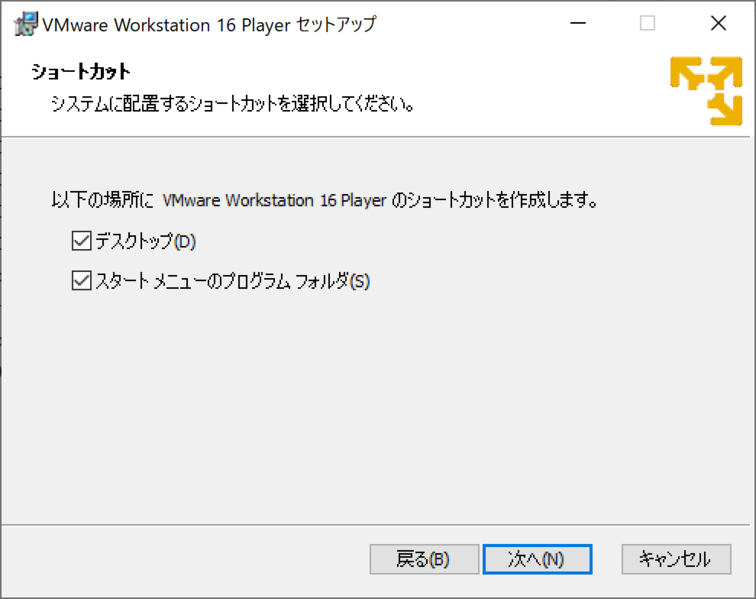 VMware Workstation 16 Player セットアップ
ショートカット
システムに配置するショートカットを選択してください。
以下の場所に VMware Workstation 16 Player のショートカットを作成します。
デスクトップ(D)
スタート メニューのプログラム フォルダ(S)
戻る(B) 次へ(N) キャンセル